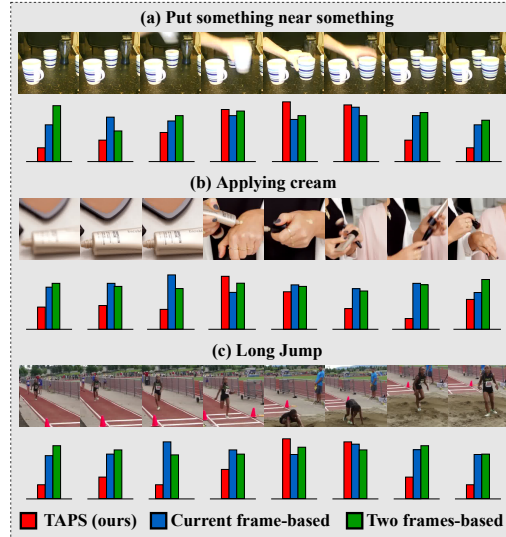 (a) Put something near something
(b) Applying cream
(c) Long Jump
TAPS (ours) Current frame-based Two frames-based